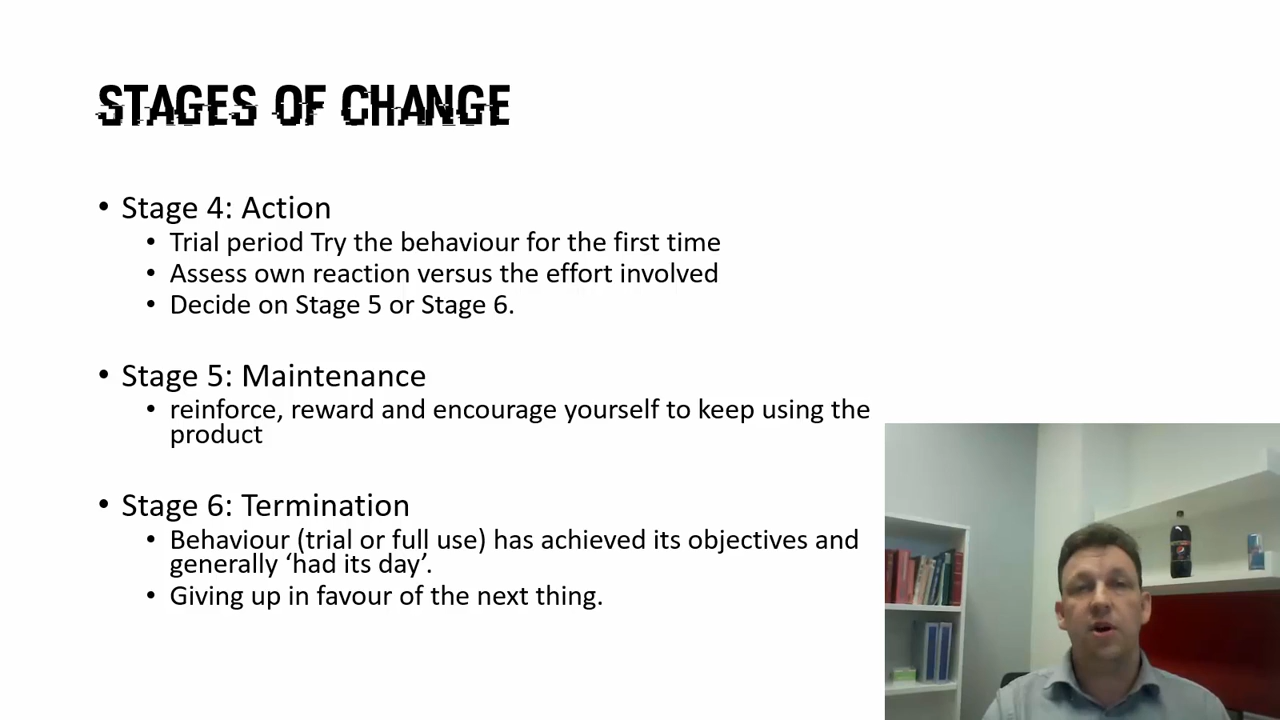 STAGES OF CHANGE
• Stage 4: Action
• Trial period Try the behaviour for the first time
• Assess own reaction versus the effort involved
• Decide on Stage 5 or Stage 6.
• Stage 5: Maintenance
• reinforce, reward and encourage yourself to keep using the
product
• Stage 6: Termination
• Behaviour (trial or full use) has achieved its objectives and
generally ‘had its day’.
• Giving up in favour of the next thing.